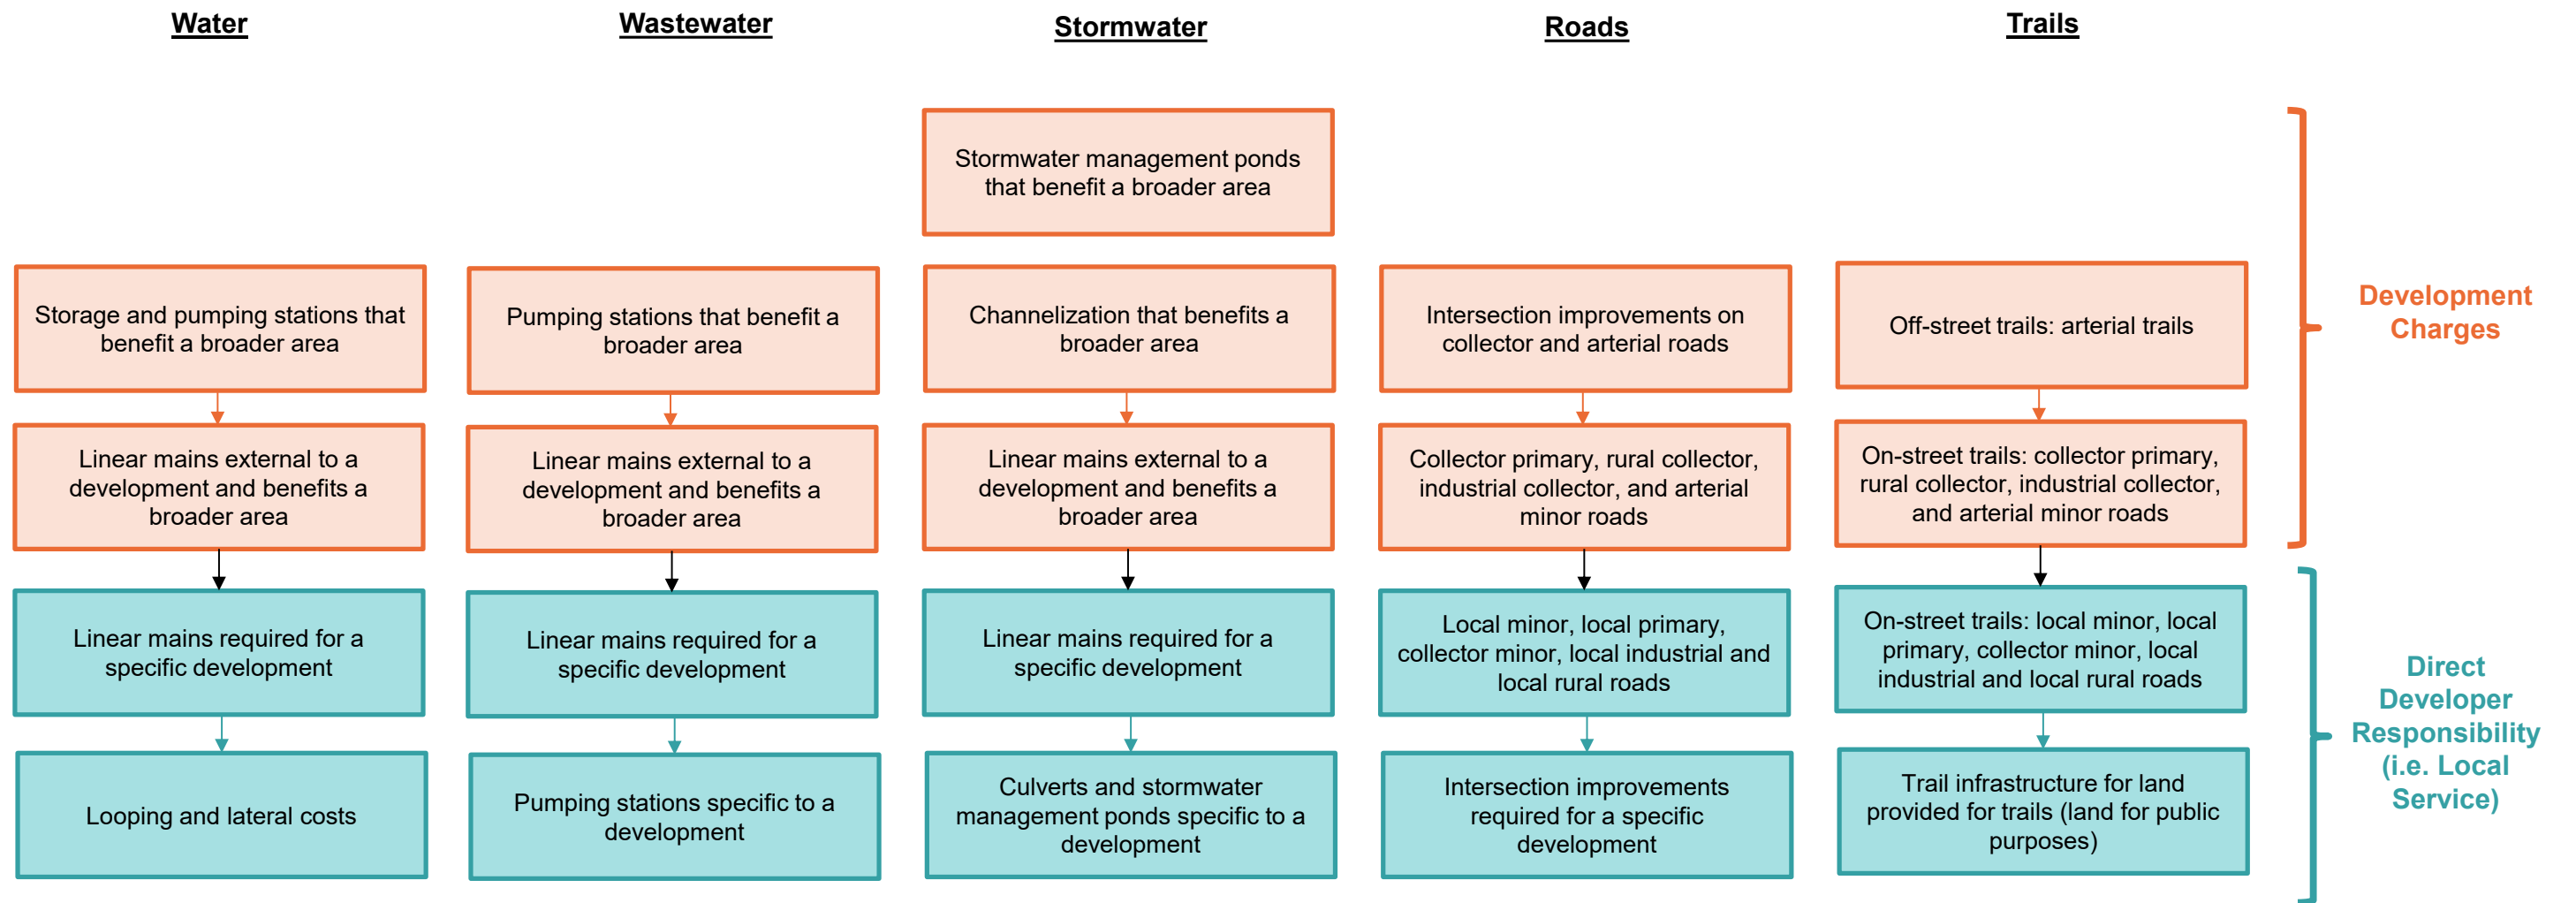 Water
Wastewater
Stormwater
Roads
Trails
Stormwater management ponds
that benefit a broader area
Storage and pumping stations that
benefit a broader area
Pumping stations that benefit a
broader area
Channelization that benefits a
broader area
Intersection improvements on
collector and arterial roads
Off-street trails: arterial trails
Development
Charges
Linear mains external to a
development and benefits a
broader area
Linear mains external to a
development and benefits a
broader area
Linear mains external to a
development and benefits a
broader area
Collector primary, rural collector,
industrial collector, and arterial
minor roads
On-street trails: collector primary,
rural collector, industrial collector,
and arterial minor roads
Linear mains required for a
specific development
Linear mains required for a
specific development
Linear mains required for a
specific development
Local minor, local primary,
collector minor, local industrial and
local rural roads
On-street trails: local minor, local
primary, collector minor, local
industrial and local rural roads
Direct
Developer
Responsibility
(i.e. Local
Service)
Looping and lateral costs
Pumping stations specific to a
development
Culverts and stormwater
management ponds specific to a
development
Intersection improvements
required for a specific
development
Trail infrastructure for land
provided for trails (land for public
purposes)